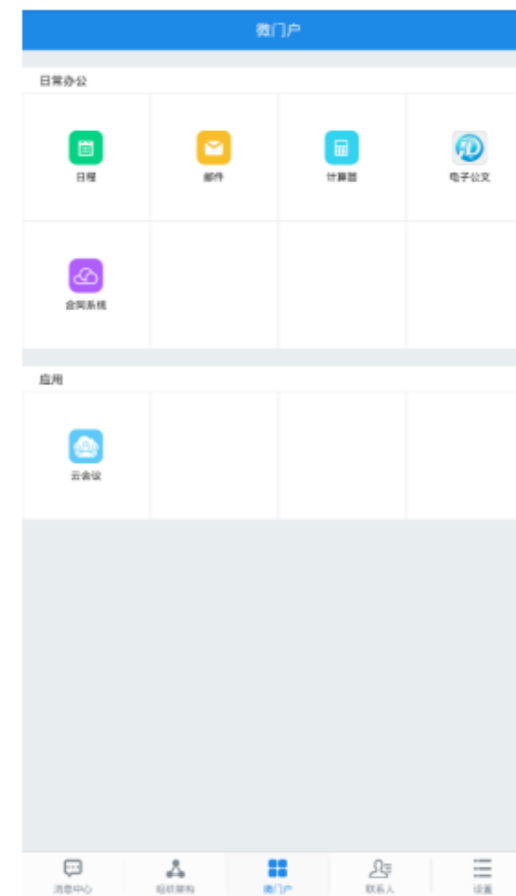 微门户
日常办公
日程
邮件
计算器
电子公文
合同系统
应用
云会议
消息中心
组织架构
微门户
联系人
设置